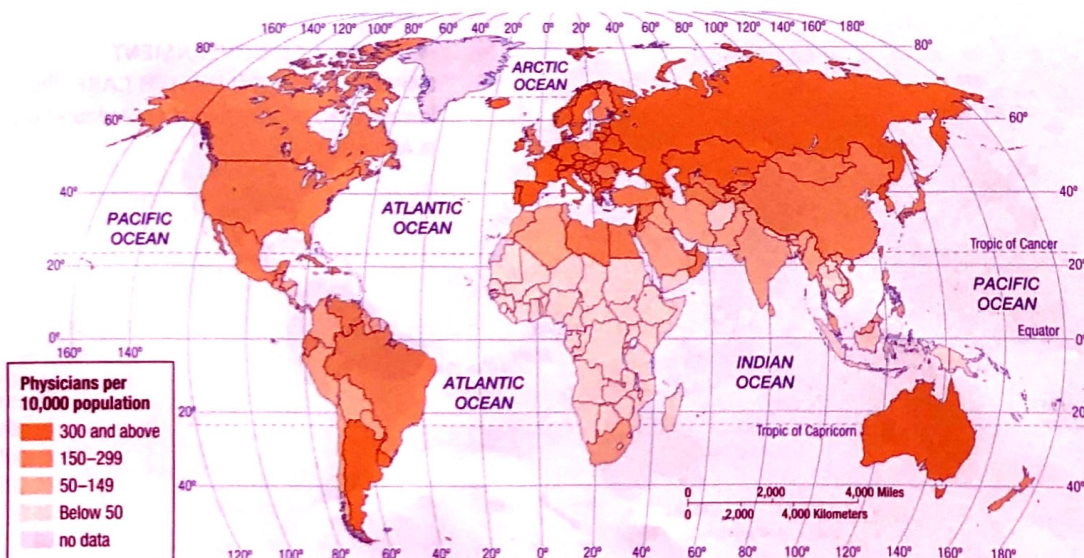 160° 140° 120° 100° 80° 60° 40° 20° 0° 20° 40° 60° 80° 100° 120° 140° 160° 180°
80° 80°
ARCTIC
OCEAN
60° 60°
40° 40°
PACIFIC
OCEAN
ATLANTIC
OCEAN
20° 20°
Tropic of Cancer
PACIFIC
OCEAN
0° 0°
Equator
160° 140°
INDIAN
OCEAN
ATLANTIC
OCEAN
20° 20°
Tropic of Capricorn
40° 40°
0 2,000 4,000 Miles
0 2,000 4,000 Kilometers
120° 100° 80° 60° 40° 20° 0° 20° 40° 60° 80° 100° 120° 140° 160° 180°
Physicians per
10,000 population
300 and above
150–299
50–149
Below 50
no data